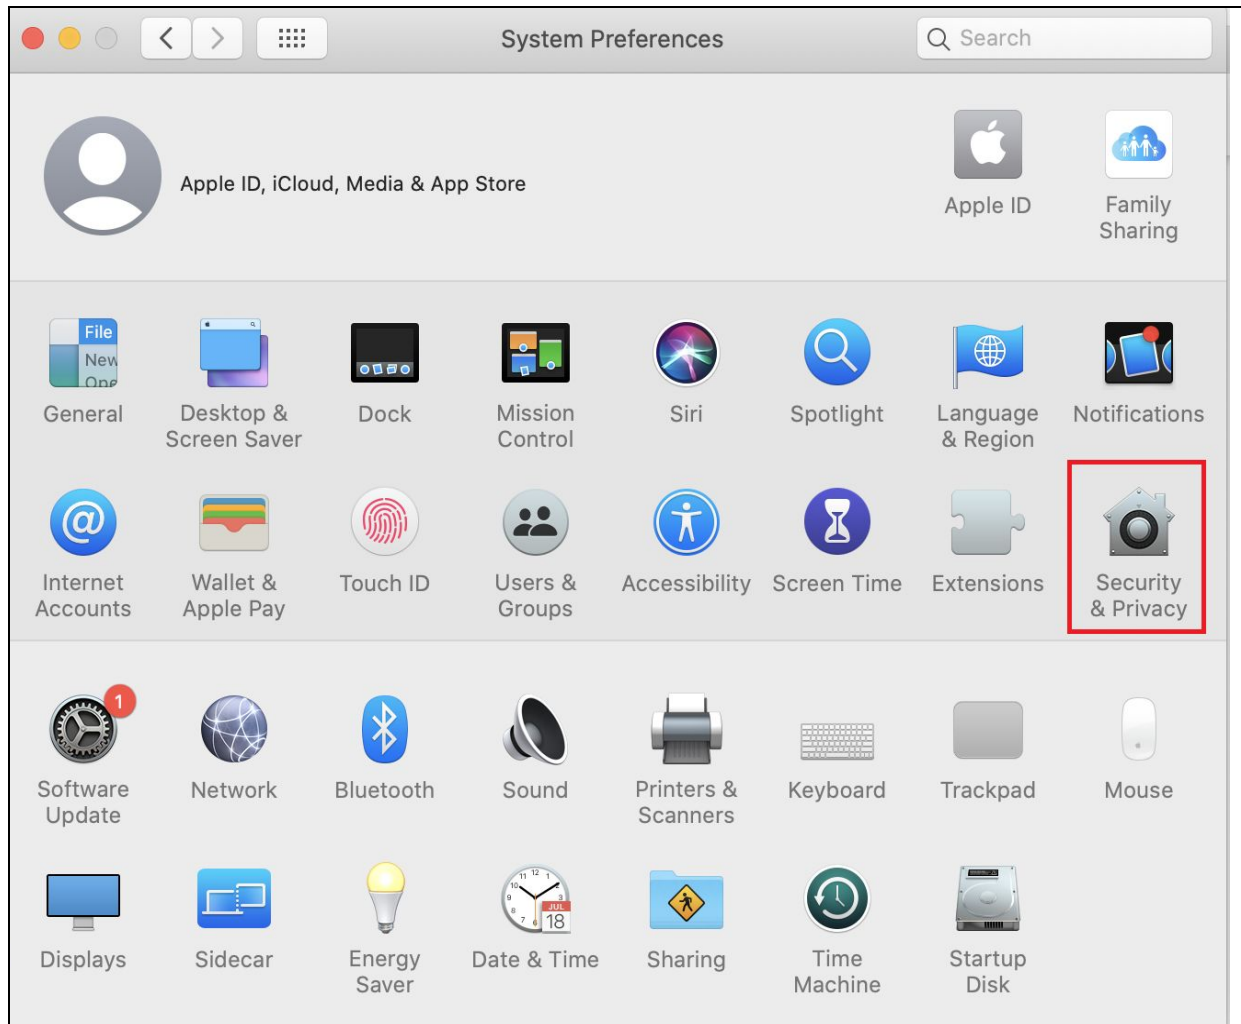 System Preferences
Search
Apple ID, iCloud, Media & App Store
Apple ID
Family
Sharing
File
New
Ope
General
Desktop &
Screen Saver
Dock
Mission
Control
Siri
Spotlight
Language
& Region
Notifications
@
Internet
Accounts
Wallet &
Apple Pay
Touch ID
Users &
Groups
Accessibility
Screen Time
Extensions
Security
& Privacy
1
Software
Update
Network
Bluetooth
Sound
Printers &
Scanners
Keyboard
Trackpad
Mouse
Displays
Sidecar
Energy
Saver
JUL
18
Date & Time
Sharing
Time
Machine
Startup
Disk